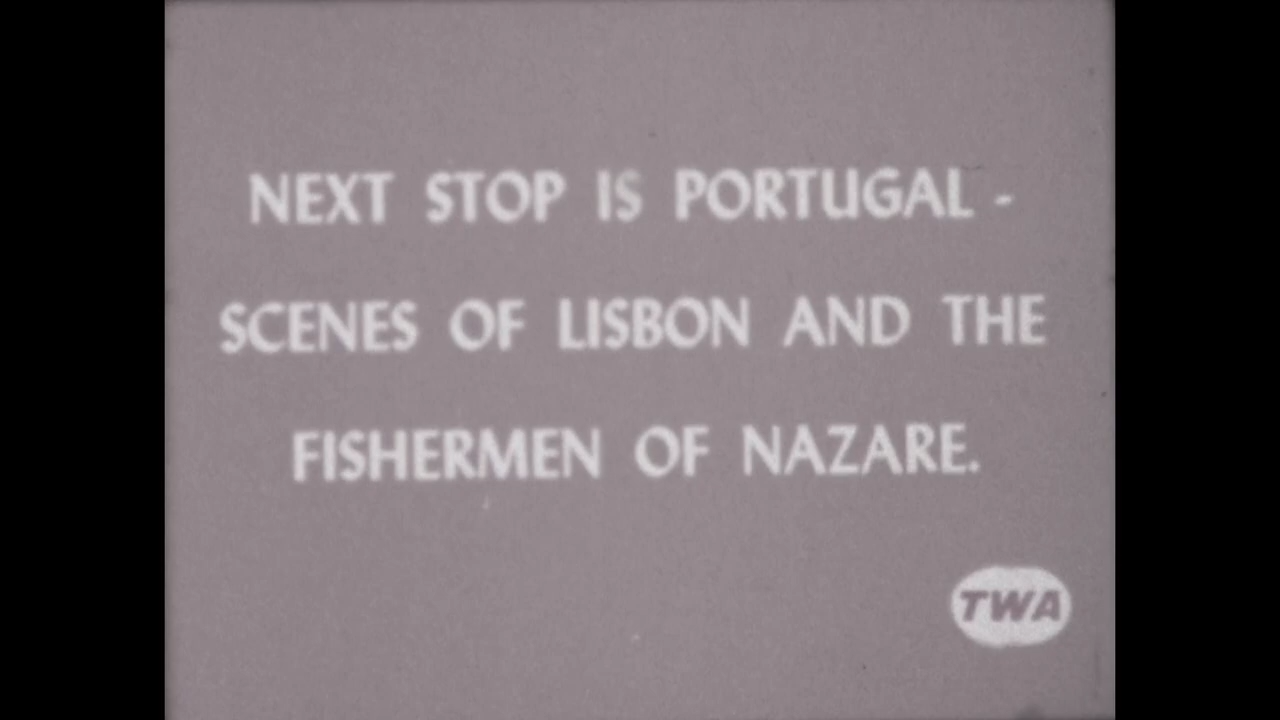 NEXT STOP IS PORTUGAL -
SCENES OF LISBON AND THE
FISHERMEN OF NAZARE.
TWA